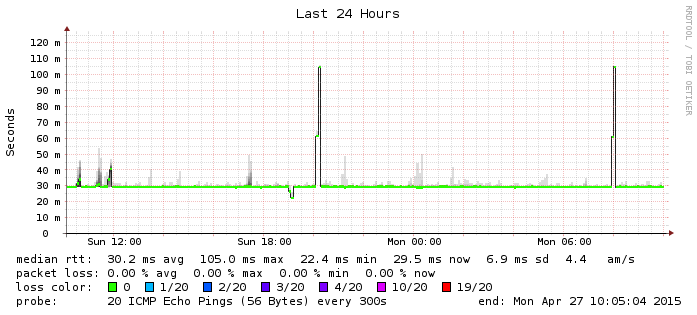 Last 24 Hours
RRDTOOL / TOBI OETIKER
Seconds
120 m
110 m
100 m
90 m
80 m
70 m
60 m
50 m
40 m
30 m
20 m
10 m
0
Sun 12:00 Sun 18:00 Mon 00:00 Mon 06:00
median rtt: 30.2 ms avg 105.0 ms max 22.4 ms min 29.5 ms now 6.9 ms sd 4.4 am/s
packet loss: 0.00 % avg 0.00 % max 0.00 % min 0.00 % now
loss color: 0 1/20 2/20 3/20 4/20 10/20 19/20
probe: 20 ICMP Echo Pings (56 Bytes) every 300s end: Mon Apr 27 10:05:04 2015